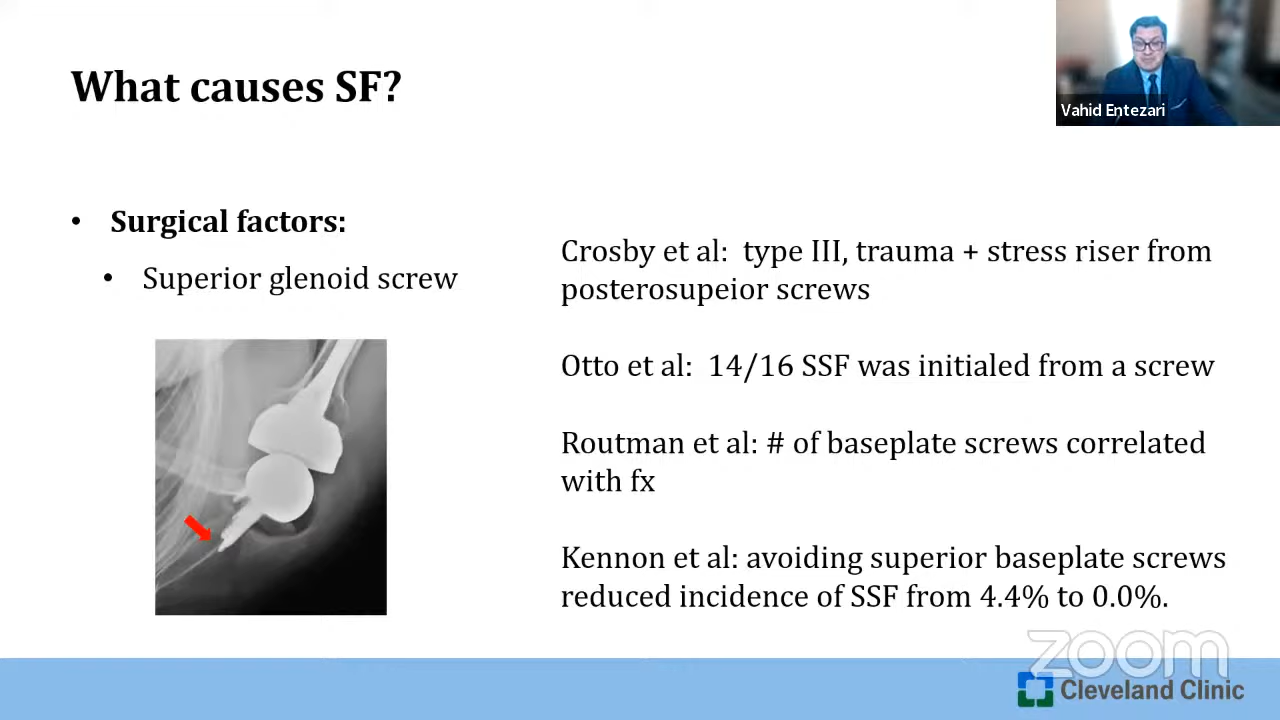 What causes SF?
Vahid Entezari
• Surgical factors:
• Superior glenoid screw
Crosby et al: type III, trauma + stress riser from
posterosupeior screws
Otto et al: 14/16 SSF was initialed from a screw
Routman et al: # of baseplate screws correlated
with fx
Kennon et al: avoiding superior baseplate screws
reduced incidence of SSF from 4.4% to 0.0%.
zoom
Cleveland Clinic